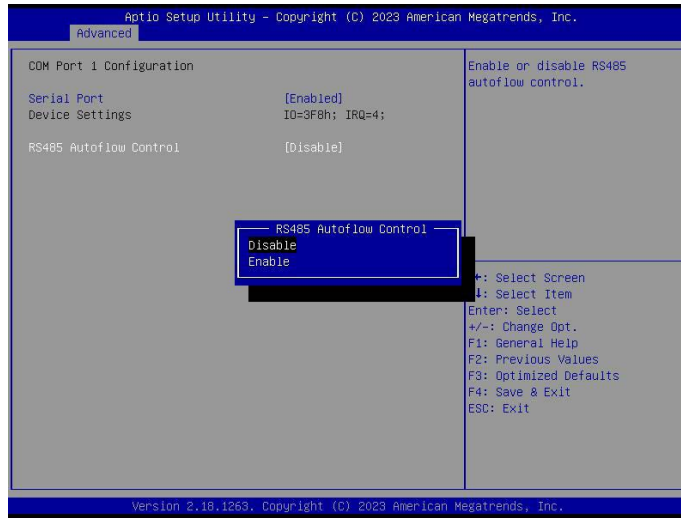 Aptio Setup Utility – Copyright (C) 2023 American Megatrends, Inc.
Advanced
COM Port 1 Configuration
Serial Port [Enabled]
Device Settings IO=3F8h; IRQ=4;
RS485 Autoflow Control [Disable]
Enable or disable RS485
autoflow control.
RS485 Autoflow Control
Disable
Enable
←: Select Screen
↓: Select Item
Enter: Select
+/-: Change Opt.
F1: General Help
F2: Previous Values
F3: Optimized Defaults
F4: Save & Exit
ESC: Exit
Version 2.18.1263. Copyright (C) 2023 American Megatrends, Inc.